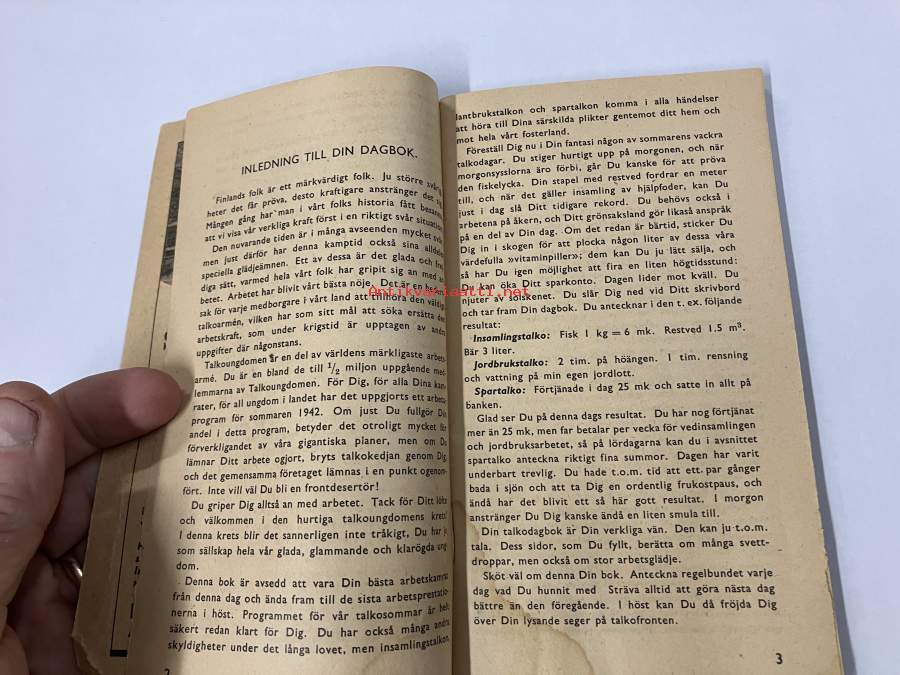 INLEDNING TILL DIN DAGBOK.
Finlands folk är ett märkvärdigt folk. Ju större svårig
heter det får pröva, desto kraftigare anstränger det sig.
Mången gång har man i vårt folks historia fått besanna,
att vi visa vår verkliga kraft först i en riktigt svår situation.
Den nuvarande tiden är i många avseenden mycket svår,
men just därför har denna kamptid också sina alldeles
speciella glädjeämnen. Ett av dessa är det glada och fre
diga sätt, varmed hela vårt folk har gripit sig an med ar
betet. Arbetet har blivit vårt bästa nöje. Det är en heders
sak för varje medborgare i vårt land att tillhöra den väldiga
talkoarmén, vilken har som sitt mål att söka ersätta den
arbetskraft, som under krigstid är upptagen av andra
uppgifter där någonstans.
Talkoungdomen är en del av världens märkligaste arbets
armé. Du är en bland de till 1/2 miljon uppgående med
lemmarna av Talkoungdomen. För Dig, för alla Dina kam
rater, för all ungdom i landet har det uppgjorts ett arbets
program för sommaren 1942. Om just Du fullgör Din
andel i detta program, betyder det otroligt mycket för
förverkligandet av våra gigantiska planer, men om Du
lämnar Ditt arbete ogjort, bryts talkokedjan genom Dig,
och det gemensamma företaget lämnas i en punkt ogenom
fört. Inte vill väl Du bli en frontdesertör!
Du griper Dig alltså an med arbetet. Tack för Ditt löfte
och välkommen i den hurtiga talkoungdomens krets!
I denna krets blir det sannerligen inte tråkigt, Du har ju
som sällskap hela vår glada, glammande och klarögda ung
dom.
Denna bok är avsedd att vara Din bästa arbetskamrat
från denna dag och ända fram till de sista arbetsprestatio
nerna i höst. Programmet för vår talkosommar är helt
säkert redan klart för Dig. Du har också många andra
skyldigheter under det långa lovet, men insamlingstalkon,
2
lantbrukstalkon och spartalkon komma i alla händelser
att höra till Dina särskilda plikter gentemot ditt hem och
mot hela vårt fosterland.
Föreställ Dig nu i Din fantasi någon av sommarens vackra
talkodagar. Du stiger hurtigt upp på morgonen, och när
morgonsysslorna äro förbi, går Du kanske för att pröva
den fiskelycka. Din stapel med restved fordrar en meter
till, och när det gäller insamling av hjälpfoder, kan Du
just i dag slå Ditt tidigare rekord. Du behövs också i
arbetena på åkern, och Ditt grönsaksland gör likaså anspråk
på en del av Din dag. Om det redan är bärtid, sticker Du
Dig in i skogen för att plocka någon liter av dessa våra
värdefulla »vitaminpiller»; dem kan Du ju lätt sälja, och
så har Du igen möjlighet att fira en liten högtidsstund:
Du kan öka Ditt sparkonto. Dagen lider mot kväll. Du
njuter av solskenet. Du slår Dig ned vid Ditt skrivbord
och tar fram Din dagbok. Du antecknar i den t. ex. följande
resultat:
Insamlingstalko: Fisk 1 kg = 6 mk. Restved 1.5 m³.
Bär 3 liter.
Jordbrukstalko: 2 tim. på höängen. 1 tim. rensning
och vattning på min egen jordlott.
Spartalko: Förtjänade i dag 25 mk och satte in allt på
banken.
Glad ser Du på denna dags resultat. Du har nog förtjänat
mer än 25 mk, men far betalar per vecka för vedinsamlingen
och jordbruksarbetet, så på lördagarna kan du i avsnittet
spartalko anteckna riktigt fina summor. Dagen har varit
underbart trevlig. Du hade t.o.m. tid att ett par gånger
bada i sjön och att ta Dig en ordentlig frukostpaus, och
ändå har det blivit ett så här gott resultat. I morgon
anstränger Du Dig kanske ändå en liten smula till.
Din talkodagbok är Din verkliga vän. Den kan ju t.o.m.
tala. Dess sidor, som Du fyllt, berätta om många svett-
droppar, men också om stor arbetsglädje.
Sköt väl om denna Din bok. Anteckna regelbundet varje
dag vad Du hunnit med Sträva alltid att göra nästa dag
bättre än den föregående. I höst kan Du då fröjda Dig
över Din lysande seger på talkofronten.
3
Antikvariaatti.net